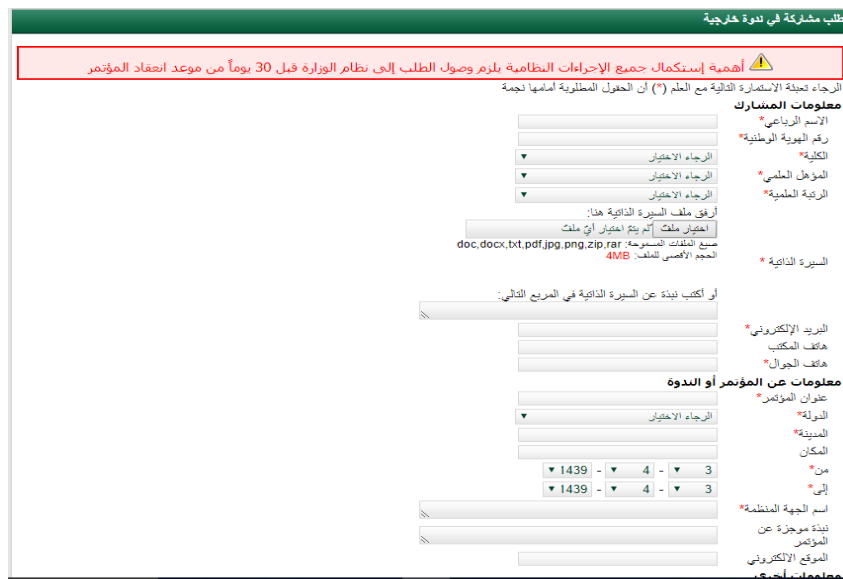 طلب مشاركة في ندوة خارجية
أهمية إستكمال جميع الإجراءات النظامية يلزم وصول الطلب إلى نظام الوزارة قبل 30 يوماً من موعد انعقاد المؤتمر
الرجاء تعبئة الاستمارة التالية مع العلم (*) أن الحقول المطلوبة أمامها نجمة
معلومات المشارك
الاسم الرباعي*
رقم الهوية الوطنية*
الكلية* الرجاء الاختيار
المؤهل العلمي* الرجاء الاختيار
الرتبة العلمية* الرجاء الاختيار
أرفق ملف السيرة الذاتية هنا:
اختيار ملف لم يتمّ اختيار أيّ ملفّ
صيغ الملفات المسموحة: doc,docx,txt,pdf,jpg,png,zip,rar
الحجم الأقصى للملف: 4MB
السيرة الذاتية *
أو أكتب نبذة عن السيرة الذاتية في المربع التالي:
البريد الإلكتروني*
هاتف المكتب
هاتف الجوال*
معلومات عن المؤتمر أو الندوة
عنوان المؤتمر*
الدولة* الرجاء الاختيار
المدينة*
المكان
من* 3 - 4 - 1439
إلى* 3 - 4 - 1439
اسم الجهة المنظمة*
نبذة موجزة عن
المؤتمر
الموقع الالكتروني
معلومات أخرى